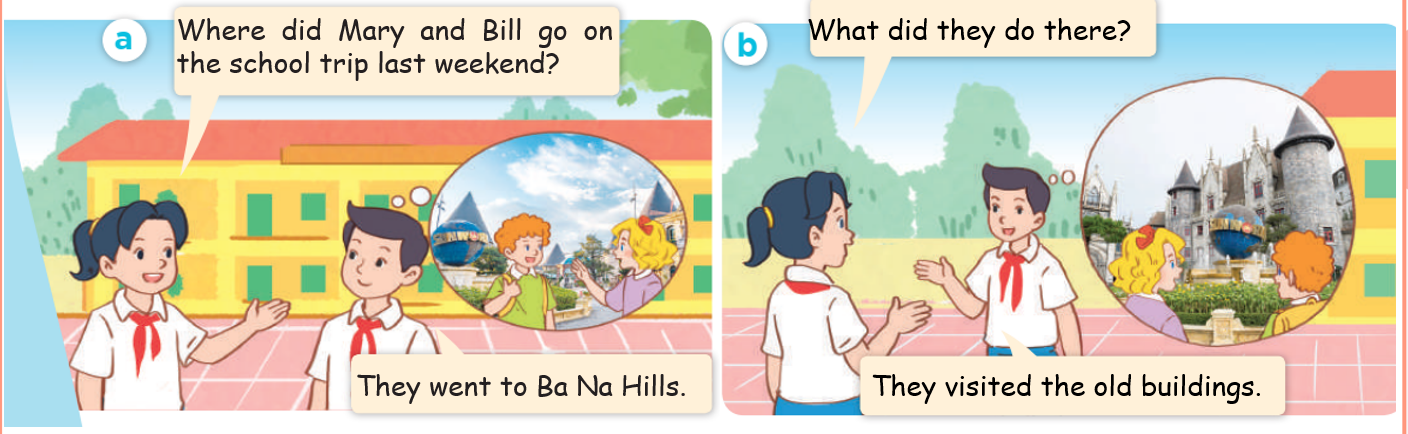 a
Where did Mary and Bill go on
the school trip last weekend?
They went to Ba Na Hills.
b
What did they do there?
They visited the old buildings.